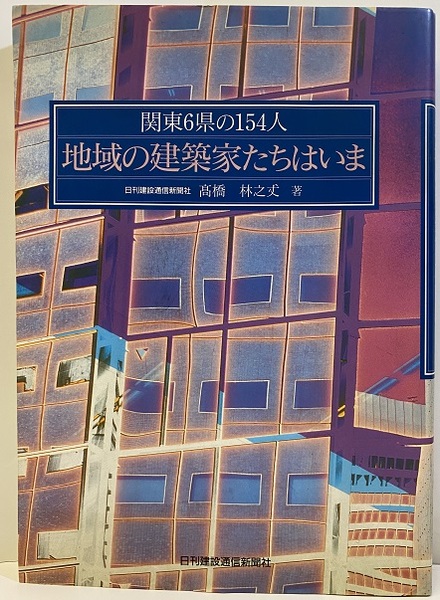 関東6県の154人
地域の建築家たちはいま
日刊建設通信新聞社 髙橋 林之丈 著
日刊建設通信新聞社